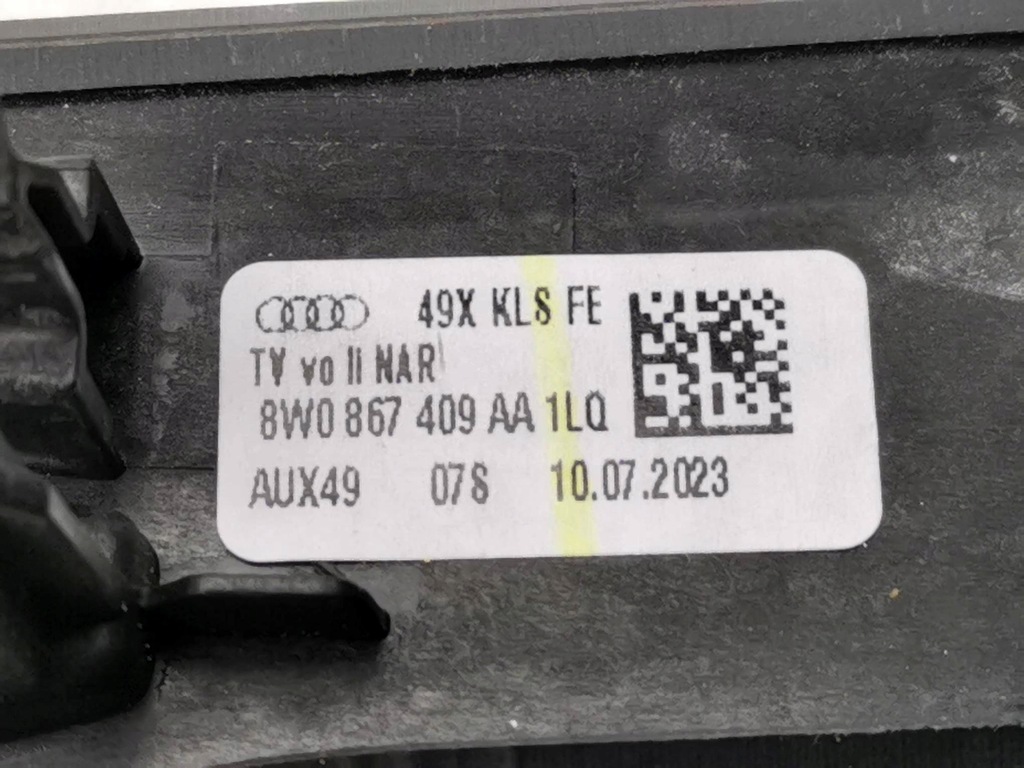 49X KLS FE
TV vo li NAR
8W0 867 409 AA 1LQ
AUX49 07S 10.07.2023